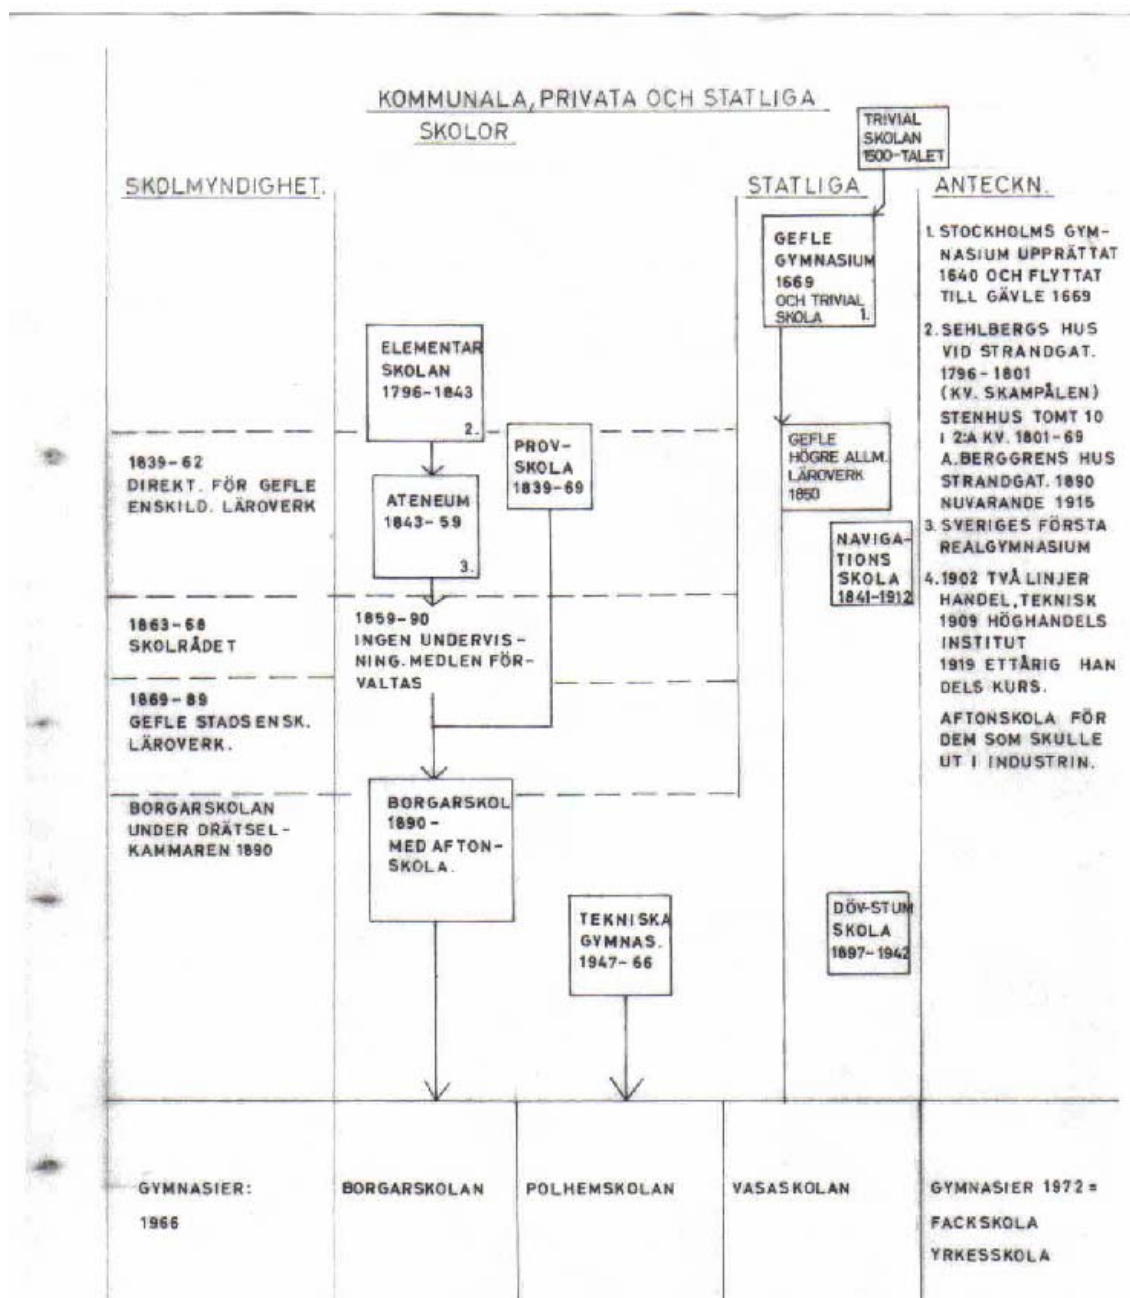 KOMMUNALA, PRIVATA OCH STATLIGA
SKOLOR
TRIVIAL
SKOLAN
1500-TALET
SKOLMYNDIGHET.
STATLIGA
ANTECKN.
GEFLE
GYMNASIUM
1669
OCH TRIVIAL
SKOLA 1.
1. STOCKHOLMS GYM-
NASIUM UPPRÄTTAT
1640 OCH FLYTTAT
TILL GÄVLE 1669
ELEMENTAR
SKOLAN
1796-1843
2.
2. SEHLBERGS HUS
VID STRANDGAT.
1796-1801
(KV. SKAMPÅLEN)
STENHUS TOMT 10
I 2:A KV. 1801-69
A. BERGGRENS HUS
STRANDGAT. 1890
NUVARANDE 1915
3. SVERIGES FÖRSTA
REALGYMNASIUM
4. 1902 TVÅ LINJER
HANDEL, TEKNISK
1909 HÖGHANDELS
INSTITUT
1919 ETTÅRIG HAN
DELS KURS.
AFTONSKOLA FÖR
DEM SOM SKULLE
UT I INDUSTRIN.
PROV-
SKOLA
1839-69
GEFLE
HÖGRE ALLM.
LÄROVERK
1850
1839-62
DIREKT. FÖR GEFLE
ENSKILD. LÄROVERK
ATENEUM
1843-59
3.
NAVIGA-
TIONS
SKOLA
1841-1912
1863-68
SKOLRÅDET
1859-90
INGEN UNDERVIS-
NING. MEDLEN FÖR-
VALTAS
1869-89
GEFLE STADS ENSK.
LÄROVERK.
BORGARSKOLAN
UNDER DRÄTSEL-
KAMMAREN 1890
BORGARSKOL
1890-
MED AFTON-
SKOLA.
TEKNISKA
GYMNAS.
1947-66
DÖV-STUM
SKOLA
1897-1942
GYMNASIER:
1966
BORGARSKOLAN
POLHEMSKOLAN
VASASKOLAN
GYMNASIER 1972 =
FACKSKOLA
YRKESSKOLA